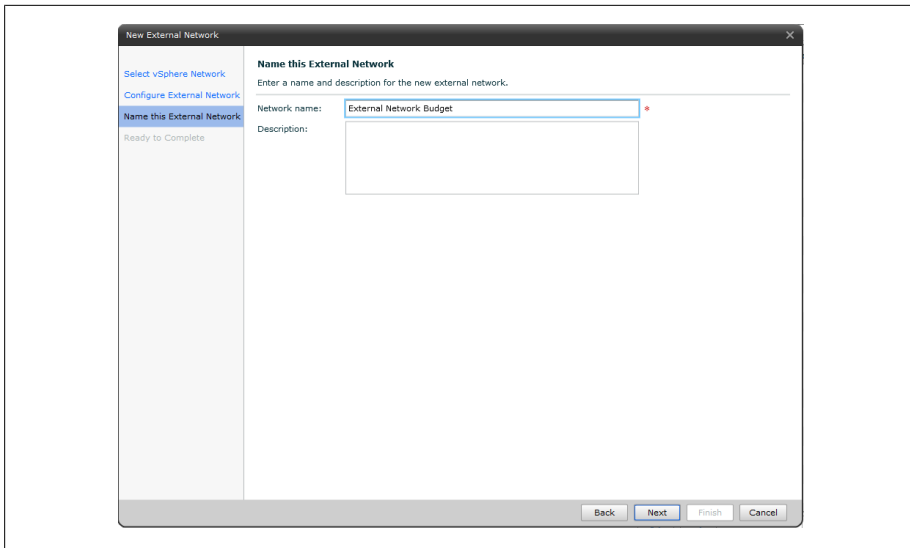 New External Network
Select vSphere Network
Configure External Network
Name this External Network
Ready to Complete
Name this External Network
Enter a name and description for the new external network.
Network name: External Network Budget *
Description:
Back Next Finish Cancel